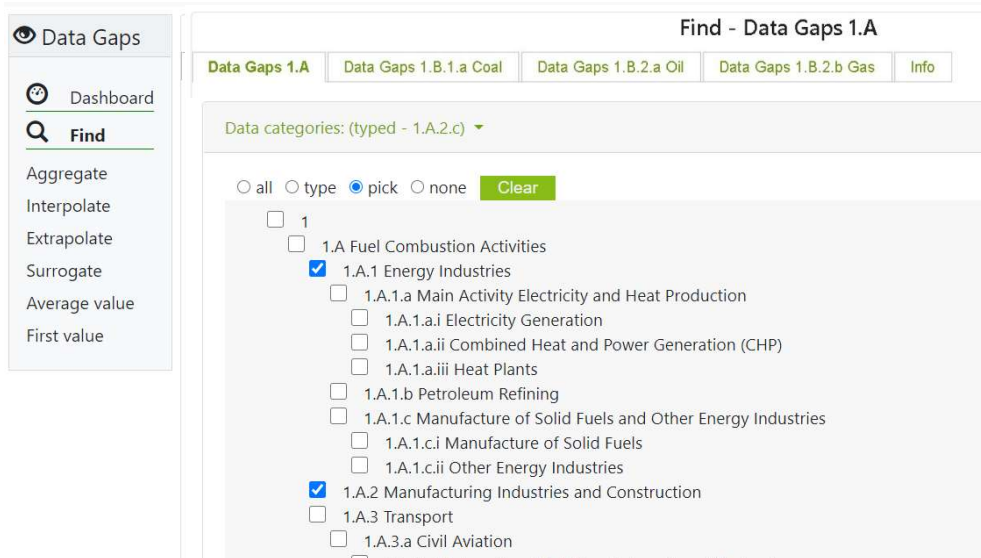 Data Gaps
Dashboard
Find
Aggregate
Interpolate
Extrapolate
Surrogate
Average value
First value
Find - Data Gaps 1.A
Data Gaps 1.A
Data Gaps 1.B.1.a Coal
Data Gaps 1.B.2.a Oil
Data Gaps 1.B.2.b Gas
Info
Data categories: (typed - 1.A.2.c)
all type pick none Clear
1
1.A Fuel Combustion Activities
1.A.1 Energy Industries
1.A.1.a Main Activity Electricity and Heat Production
1.A.1.a.i Electricity Generation
1.A.1.a.ii Combined Heat and Power Generation (CHP)
1.A.1.a.iii Heat Plants
1.A.1.b Petroleum Refining
1.A.1.c Manufacture of Solid Fuels and Other Energy Industries
1.A.1.c.i Manufacture of Solid Fuels
1.A.1.c.ii Other Energy Industries
1.A.2 Manufacturing Industries and Construction
1.A.3 Transport
1.A.3.a Civil Aviation